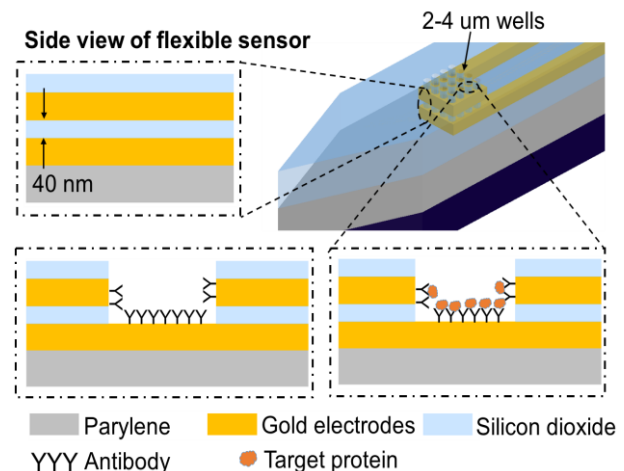 2-4 um wells
Side view of flexible sensor
40 nm
Parylene
Gold electrodes
Silicon dioxide
Antibody
Target protein